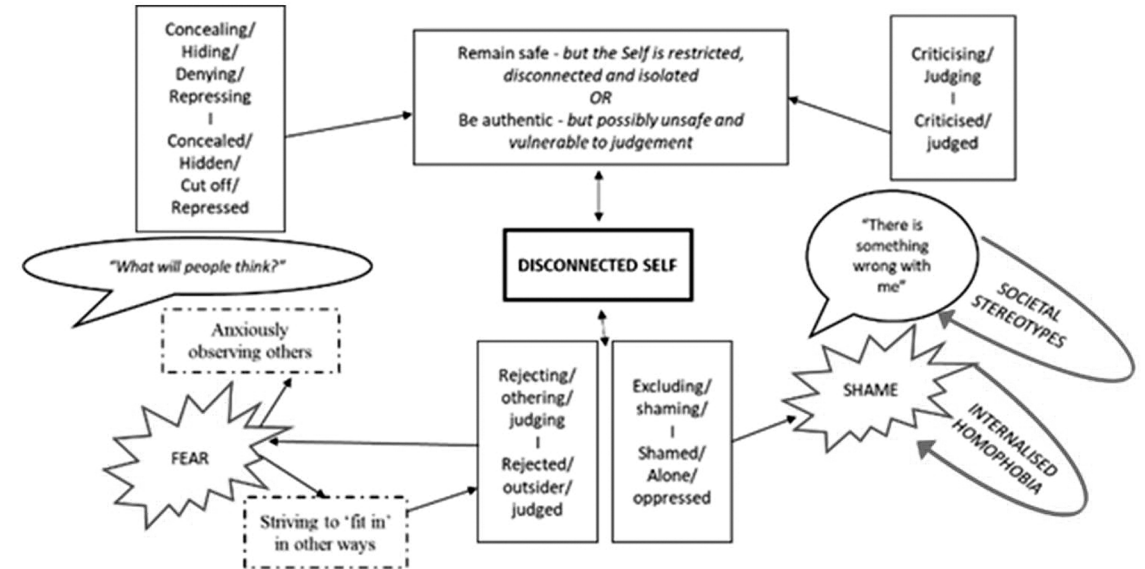 Concealing/
Hiding/
Denying/
Repressing
I
Concealed/
Hidden/
Cut off/
Repressed
Remain safe - but the Self is restricted,
disconnected and isolated
OR
Be authentic - but possibly unsafe and
vulnerable to judgement
Criticising/
Judging
I
Criticised/
judged
"What will people think?"
DISCONNECTED SELF
"There is
something
wrong with
me"
SOCIETAL
STEREOTYPES
Anxiously
observing others
FEAR
Striving to 'fit in'
in other ways
Rejecting/
othering/
judging
I
Rejected/
outsider/
judged
Excluding/
shaming/
I
Shamed/
Alone/
oppressed
SHAME
INTERNALISED
HOMOPHOBIA